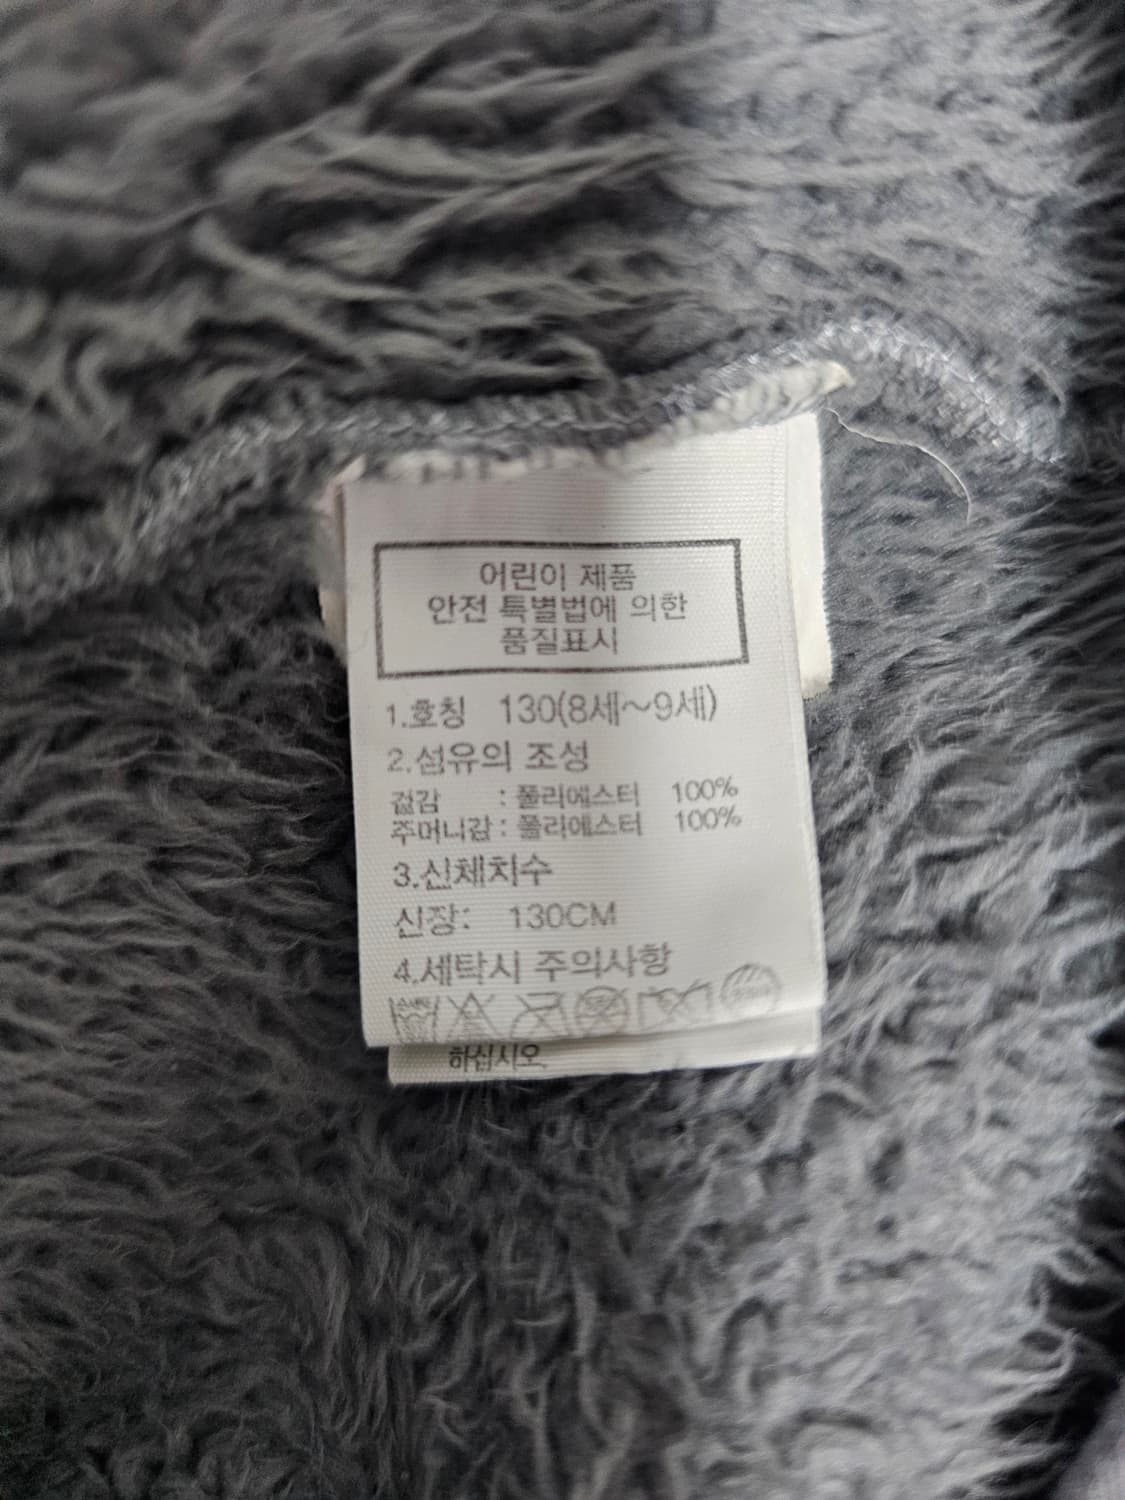 어린이 제품
안전 특별법에 의한
품질표시
1.호칭 130(8세~9세)
2.섬유의 조성
겉감 : 폴리에스터 100%
주머니감 : 폴리에스터 100%
3.신체치수
신장: 130CM
4.세탁시 주의사항
하십시오.